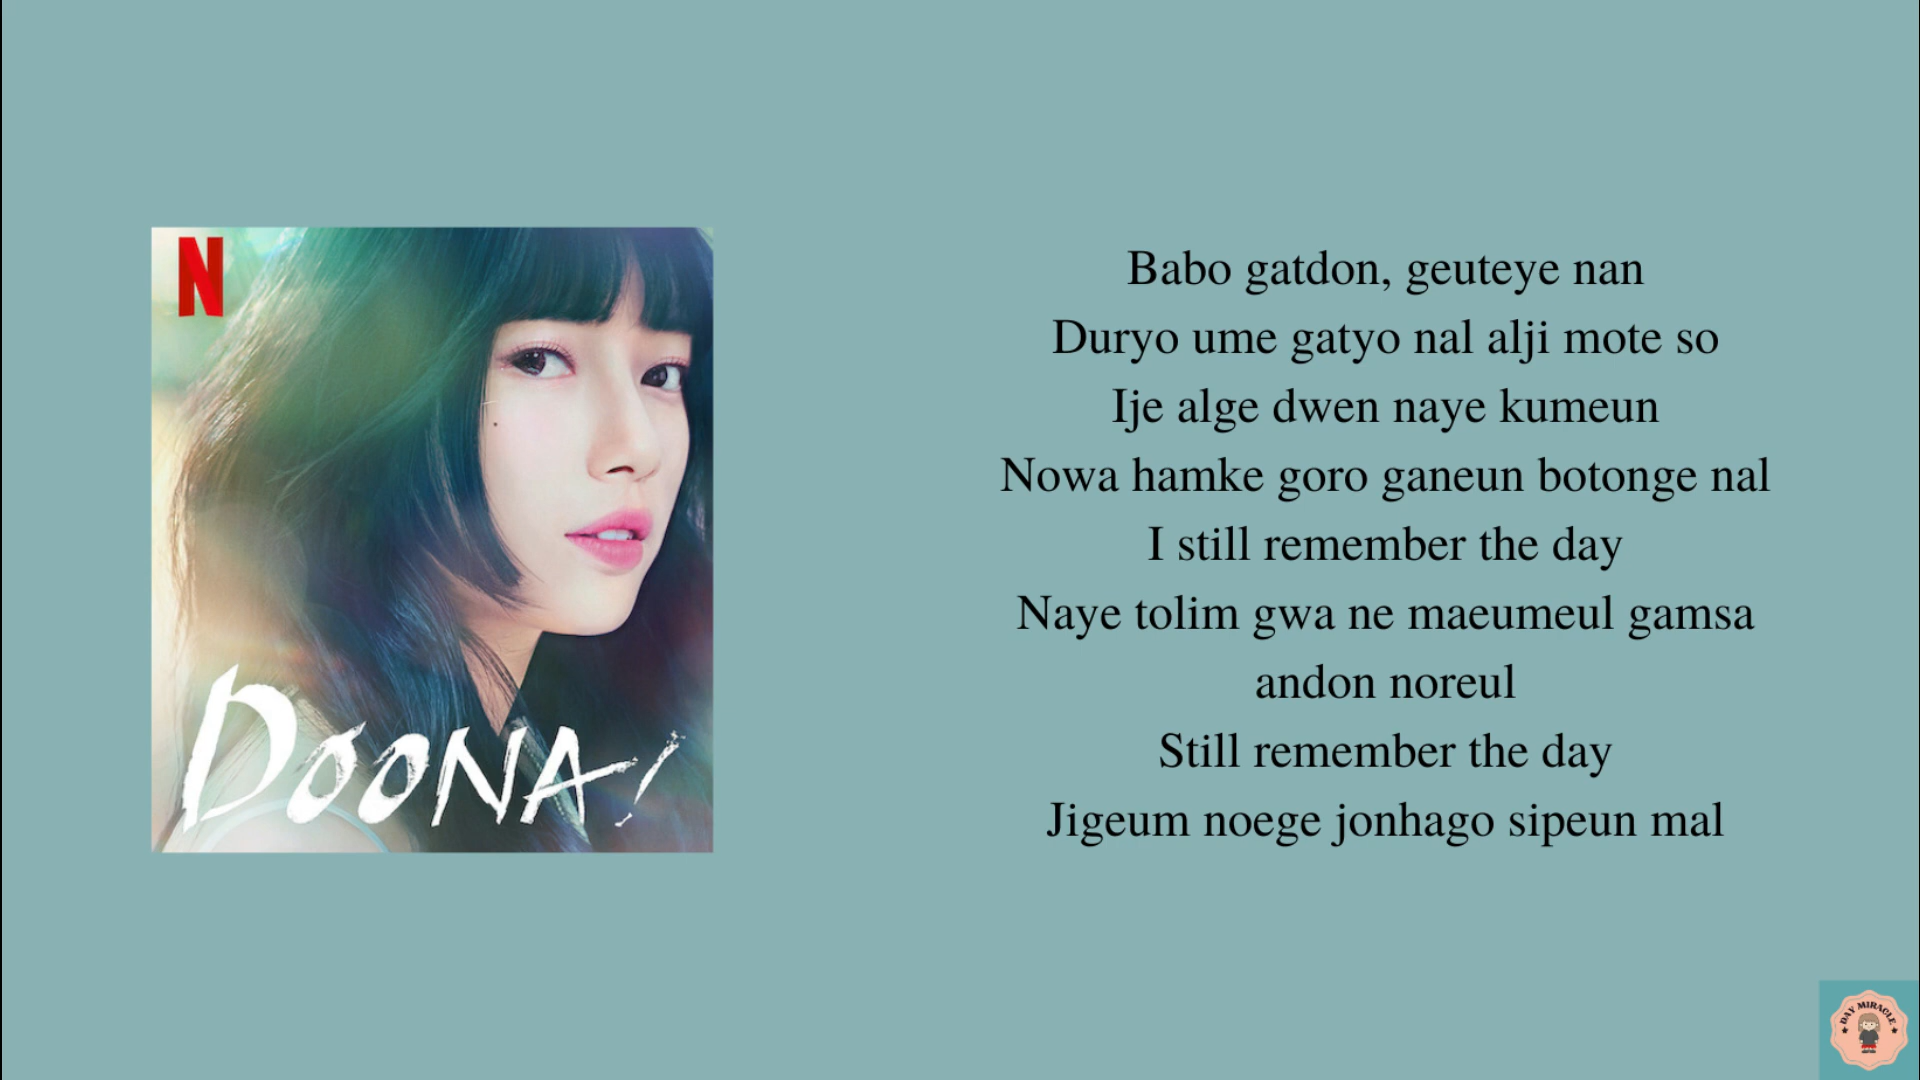 N
DOONA!
Babo gatdon, geuteye nan
Duryo ume gatyo nal alji mote so
Ije alge dwen naye kumeun
Nowa hamke goro ganeun botonge nal
I still remember the day
Naye tolim gwa ne maeumeul gamsa
andon noreul
Still remember the day
Jigeum noege jonhago sipeun mal
DAY MIRACLE